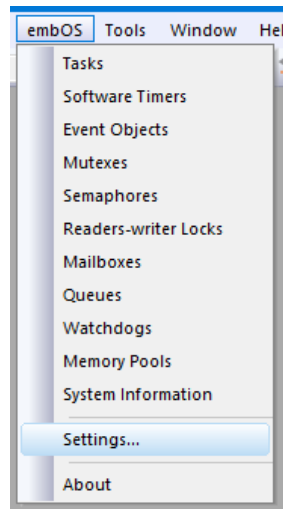 embOS Tools Window Hel
Tasks
Software Timers
Event Objects
Mutexes
Semaphores
Readers-writer Locks
Mailboxes
Queues
Watchdogs
Memory Pools
System Information
Settings...
About